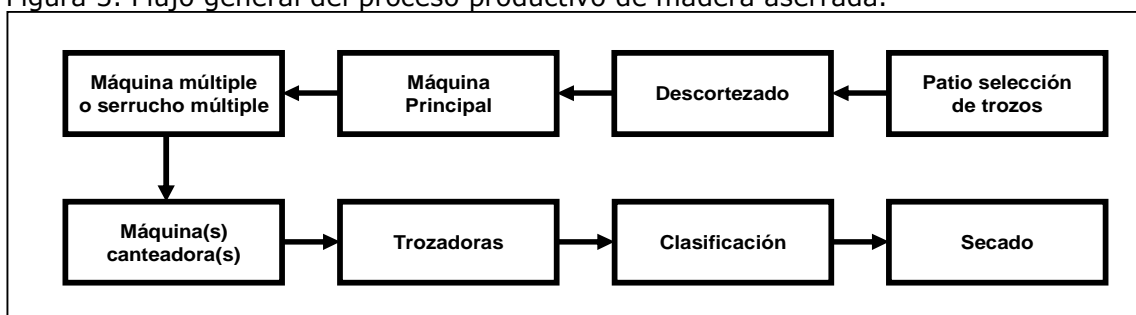 Figura 3. Flujo general del proceso productivo de madera aserrada.
Máquina múltiple
o serrucho múltiple
Máquina
Principal
Descortezado
Patio selección
de trozos
Máquina(s)
canteadora(s)
Trozadoras
Clasificación
Secado